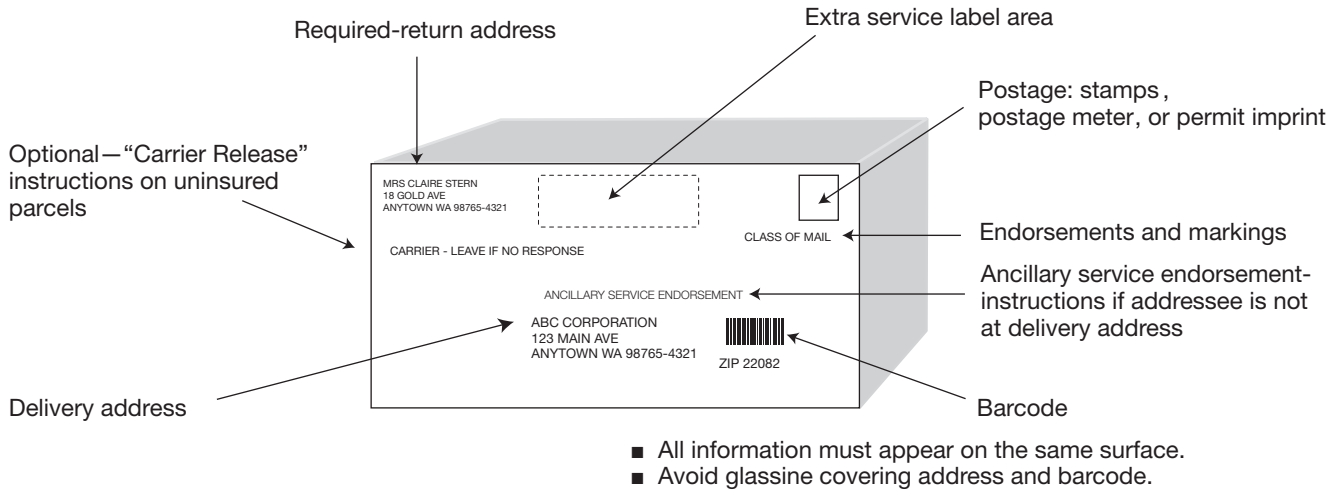 Required-return address
Extra service label area
Postage: stamps,
postage meter, or permit imprint
Optional—“Carrier Release”
instructions on uninsured
parcels
MRS CLAIRE STERN
18 GOLD AVE
ANYTOWN WA 98765-4321
CLASS OF MAIL
Endorsements and markings
CARRIER - LEAVE IF NO RESPONSE
ANCILLARY SERVICE ENDORSEMENT
Ancillary service endorsement-
instructions if addressee is not
at delivery address
ABC CORPORATION
123 MAIN AVE
ANYTOWN WA 98765-4321
ZIP 22082
Delivery address
Barcode
■ All information must appear on the same surface.
■ Avoid glassine covering address and barcode.